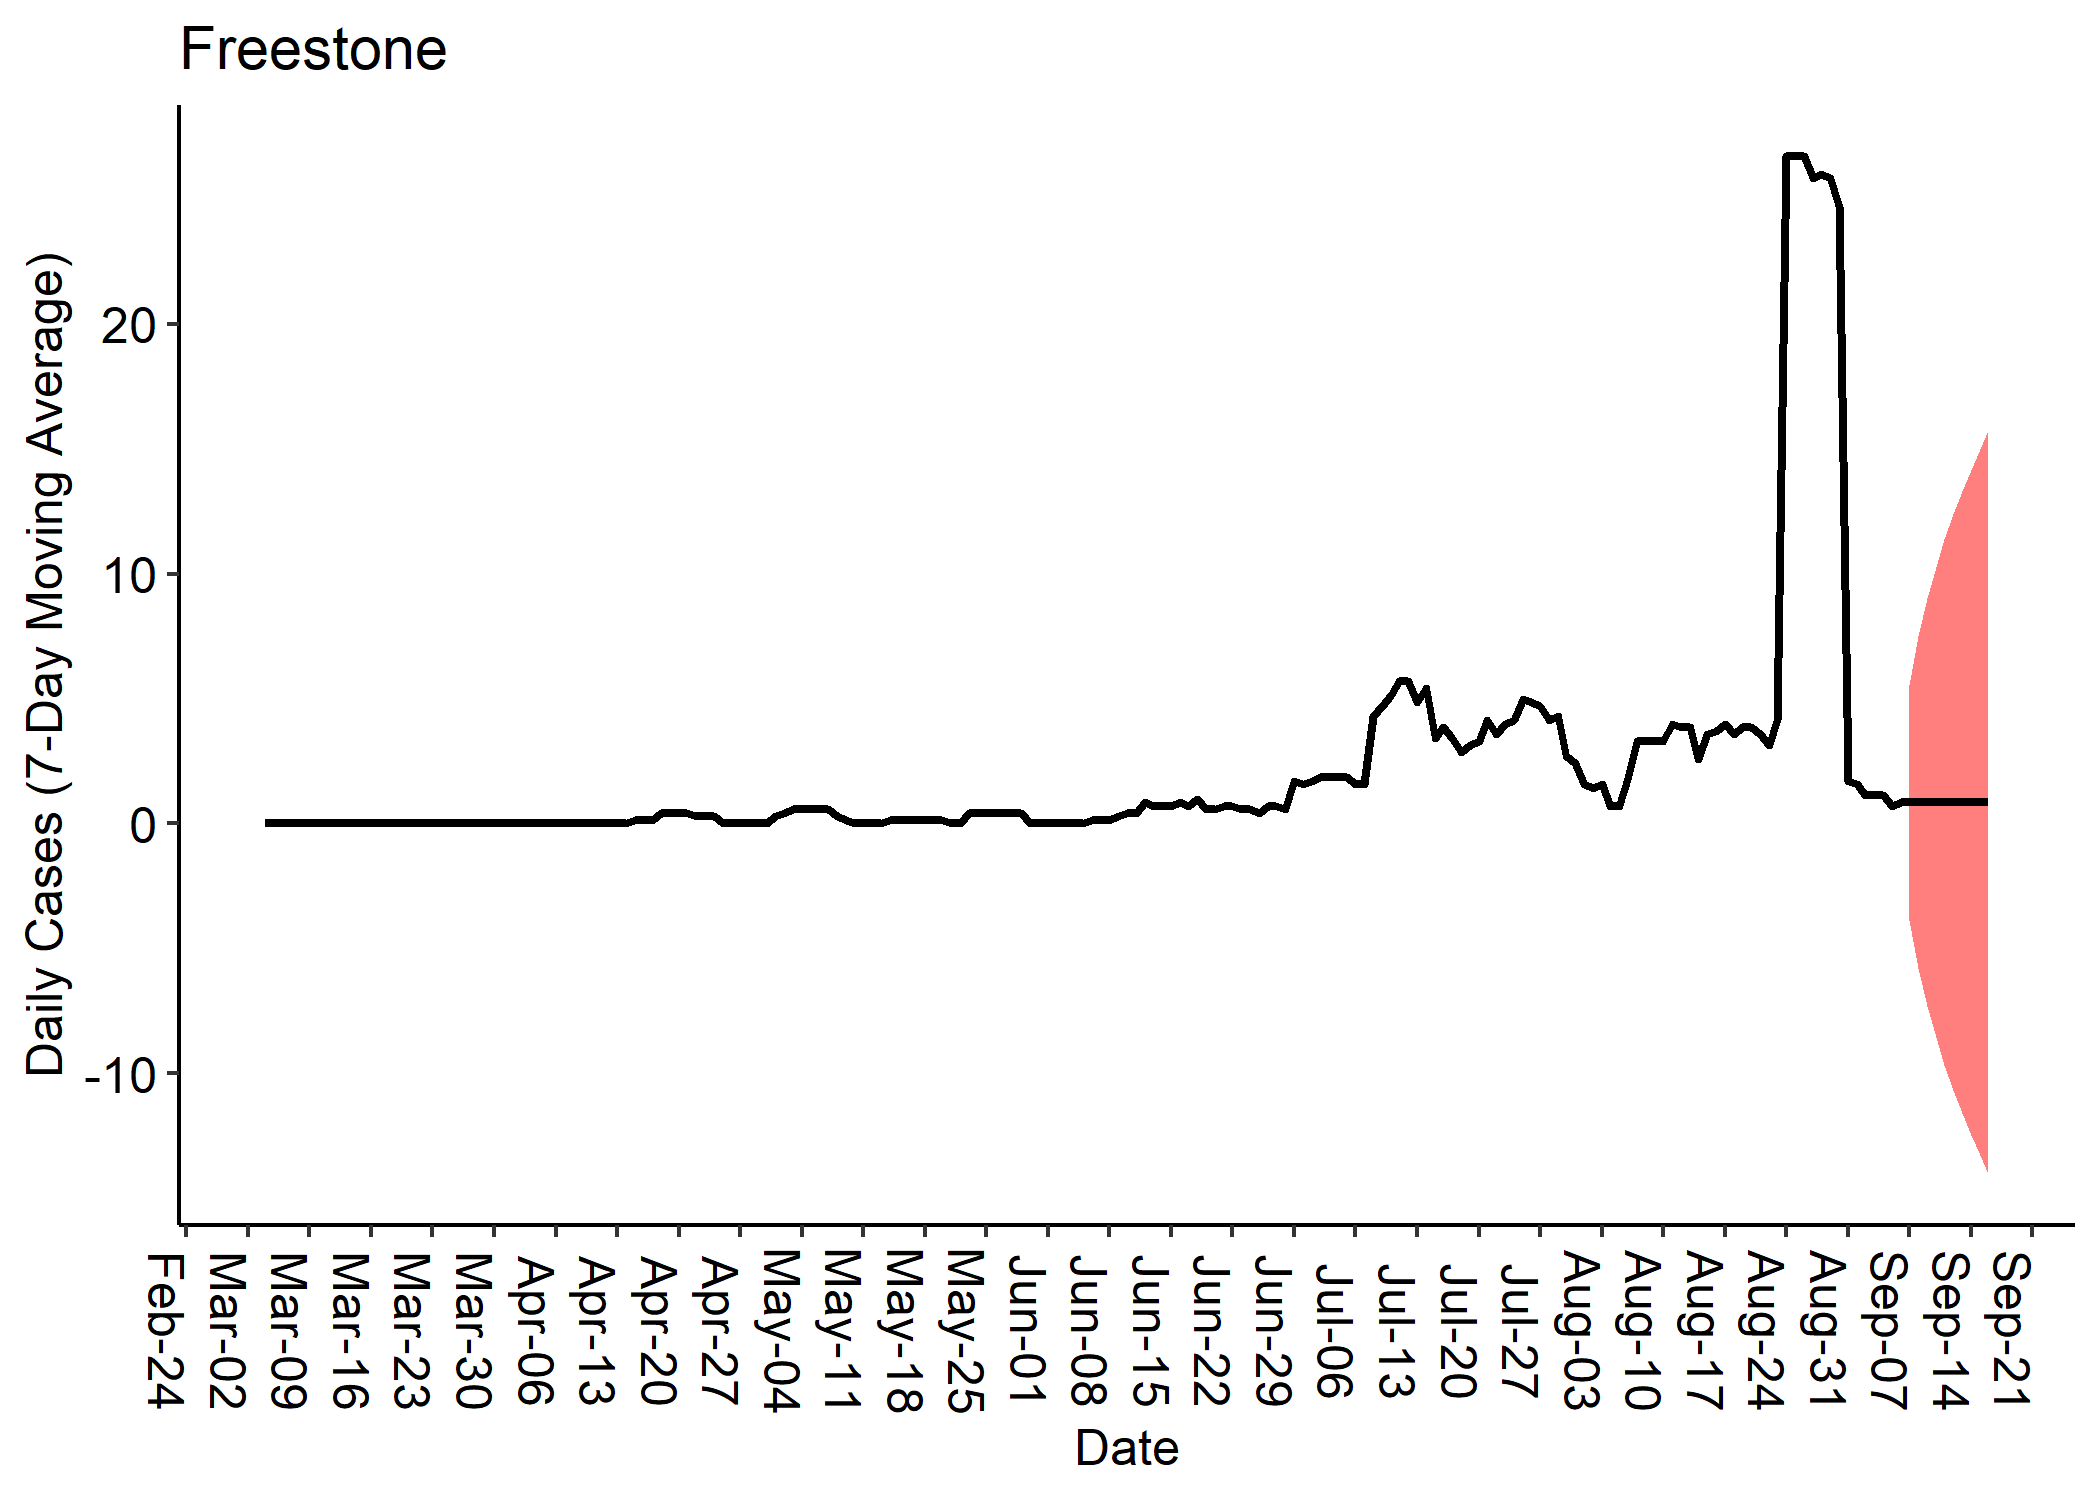 Freestone
Daily Cases (7-Day Moving Average)
20
10
0
-10
Feb-24
Mar-02
Mar-09
Mar-16
Mar-23
Mar-30
Apr-06
Apr-13
Apr-20
Apr-27
May-04
May-11
May-18
May-25
Jun-01
Jun-08
Jun-15
Jun-22
Jun-29
Jul-06
Jul-13
Jul-20
Jul-27
Aug-03
Aug-10
Aug-17
Aug-24
Aug-31
Sep-07
Sep-14
Sep-21
Date